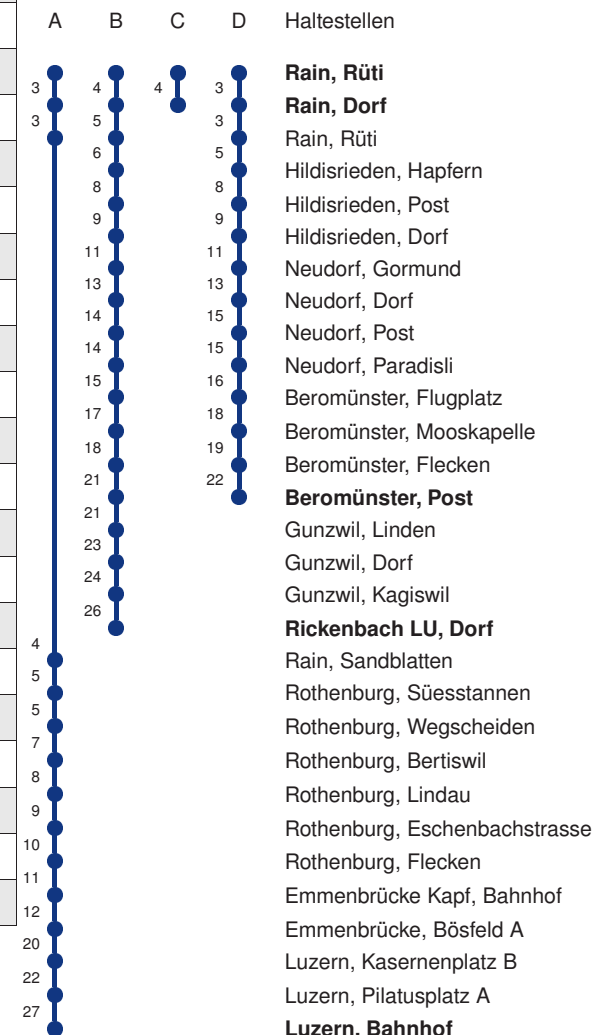 A B C D Haltestellen
Rain, Rüti
3 4 4 3
Rain, Dorf
3 5 3
Rain, Rüti
6 5
Hildisrieden, Hapfern
8 8
Hildisrieden, Post
9 9
Hildisrieden, Dorf
11 11
Neudorf, Gormund
13 13
Neudorf, Dorf
14 15
Neudorf, Post
14 15
Neudorf, Paradisli
15 16
Beromünster, Flugplatz
17 18
Beromünster, Mooskapelle
18 19
Beromünster, Flecken
21 22
Beromünster, Post
21
Gunzwil, Linden
23
Gunzwil, Dorf
24
Gunzwil, Kagiswil
26
Rickenbach LU, Dorf
4
Rain, Sandblatten
5
Rothenburg, Süesstannen
5
Rothenburg, Wegscheiden
7
Rothenburg, Bertiswil
8
Rothenburg, Lindau
9
Rothenburg, Eschenbachstrasse
10
Rothenburg, Flecken
11
Emmenbrücke Kapf, Bahnhof
12
Emmenbrücke, Bösfeld A
20
Luzern, Kasernenplatz B
22
Luzern, Pilatusplatz A
27
Luzern, Bahnhof